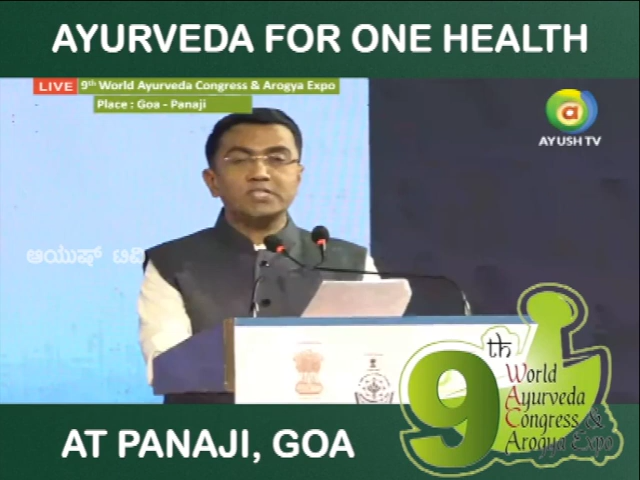 AYURVEDA FOR ONE HEALTH
LIVE 9th World Ayurveda Congress & Arogya Expo
Place : Goa - Panaji
AYUSH TV
ಆಯುಷ್ ಟಿವಿ
9th
World
Ayurveda
Congress &
Arogya Expo
AT PANAJI, GOA